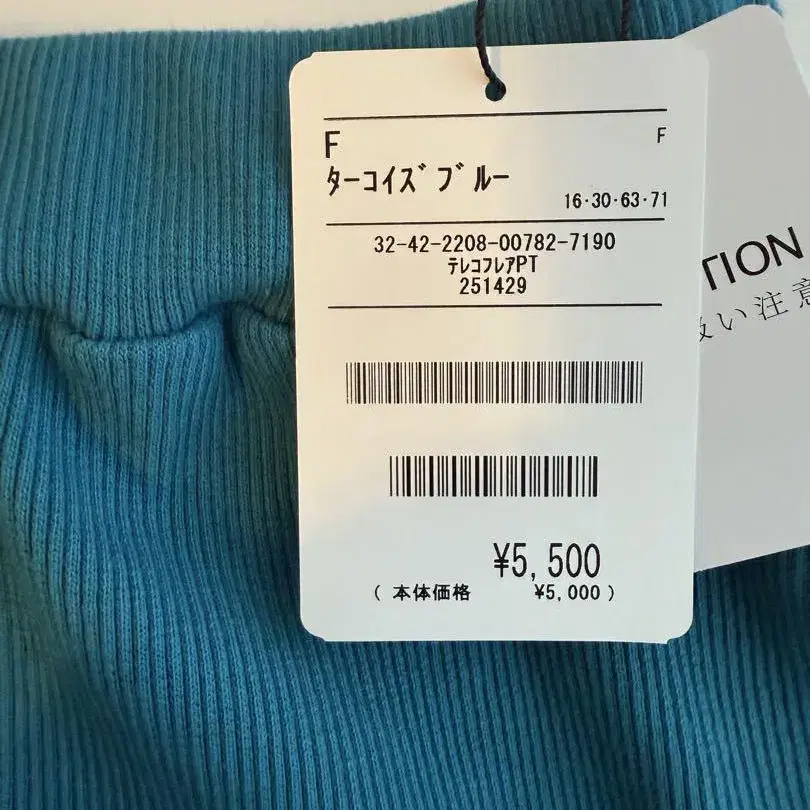 F F
ﾀｰｺｲｽﾞﾌﾞﾙｰ
16･30･63･71
32-42-2208-00782-7190
ﾃﾚｺﾌﾚｱPT
251429
¥5,500
( 本体価格 ¥5,000 )
TION
扱い注意